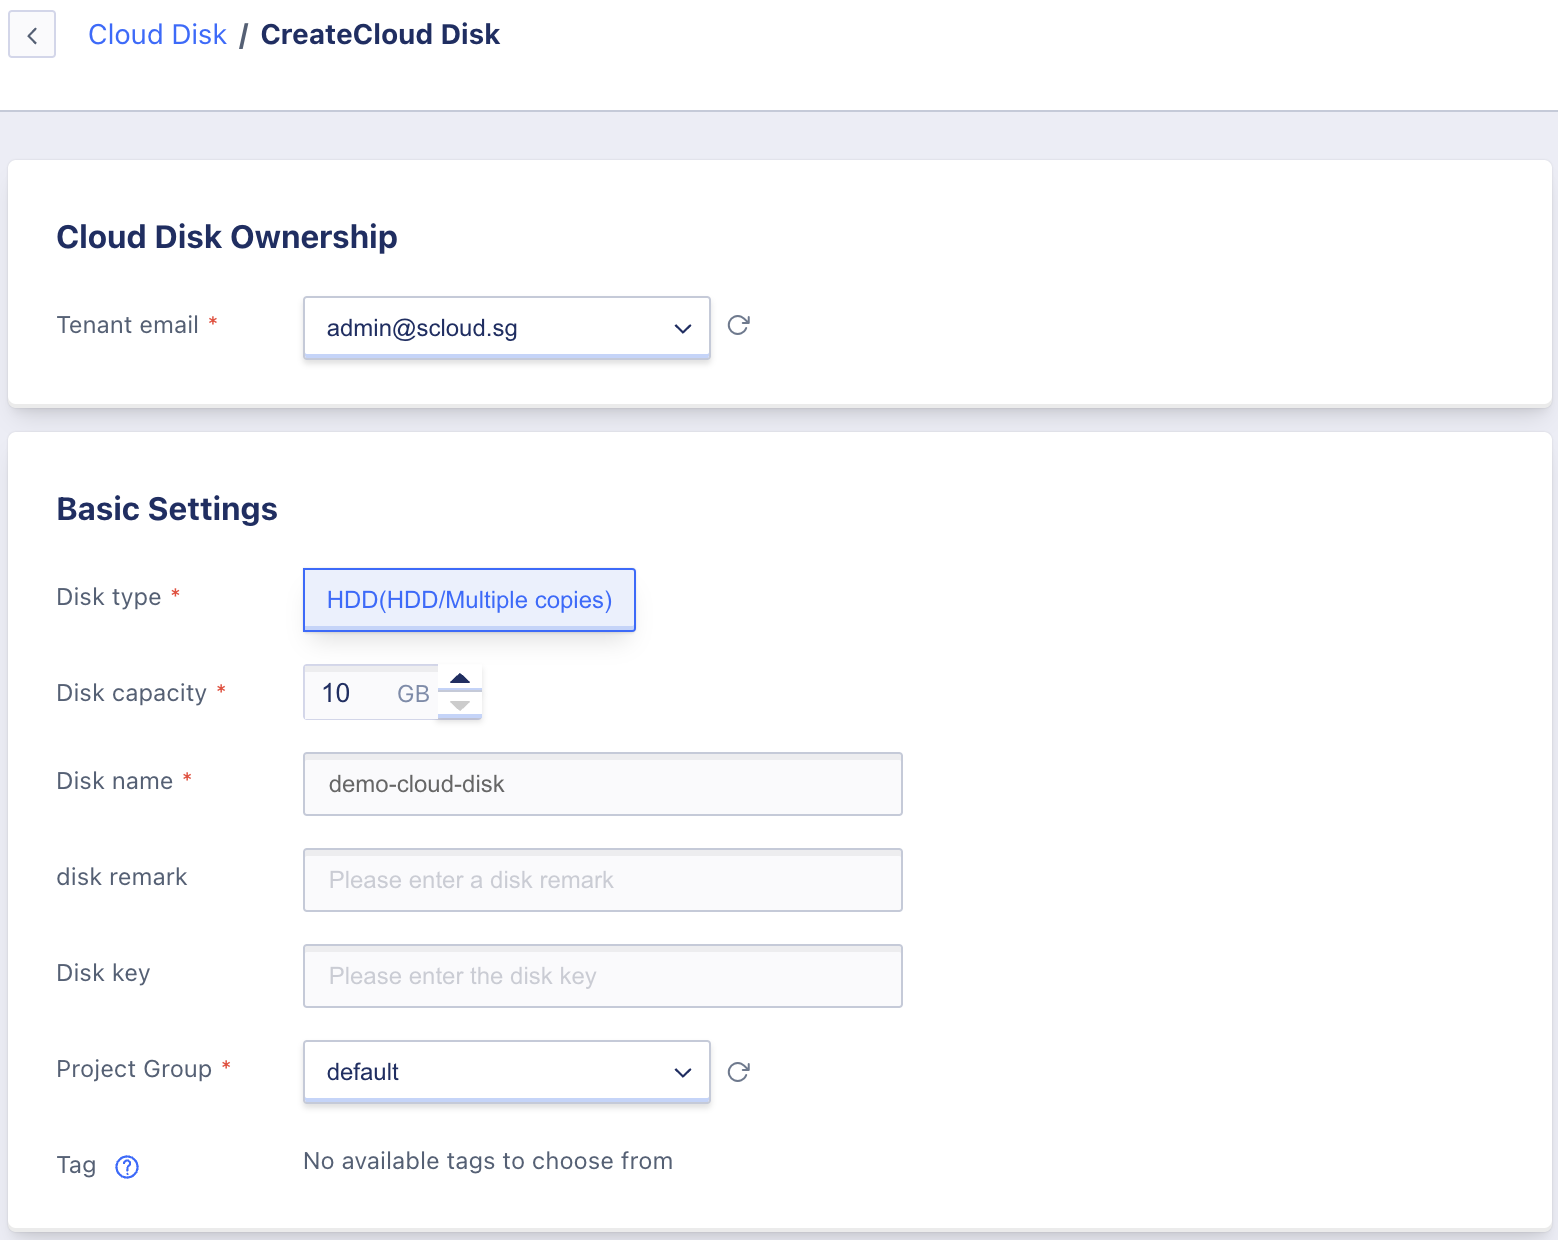 Cloud Disk / CreateCloud Disk
Cloud Disk Ownership
Tenant email * admin@scloud.sg
Basic Settings
Disk type * HDD(HDD/Multiple copies)
Disk capacity * 10 GB
Disk name * demo-cloud-disk
disk remark Please enter a disk remark
Disk key Please enter the disk key
Project Group * default
Tag ? No available tags to choose from